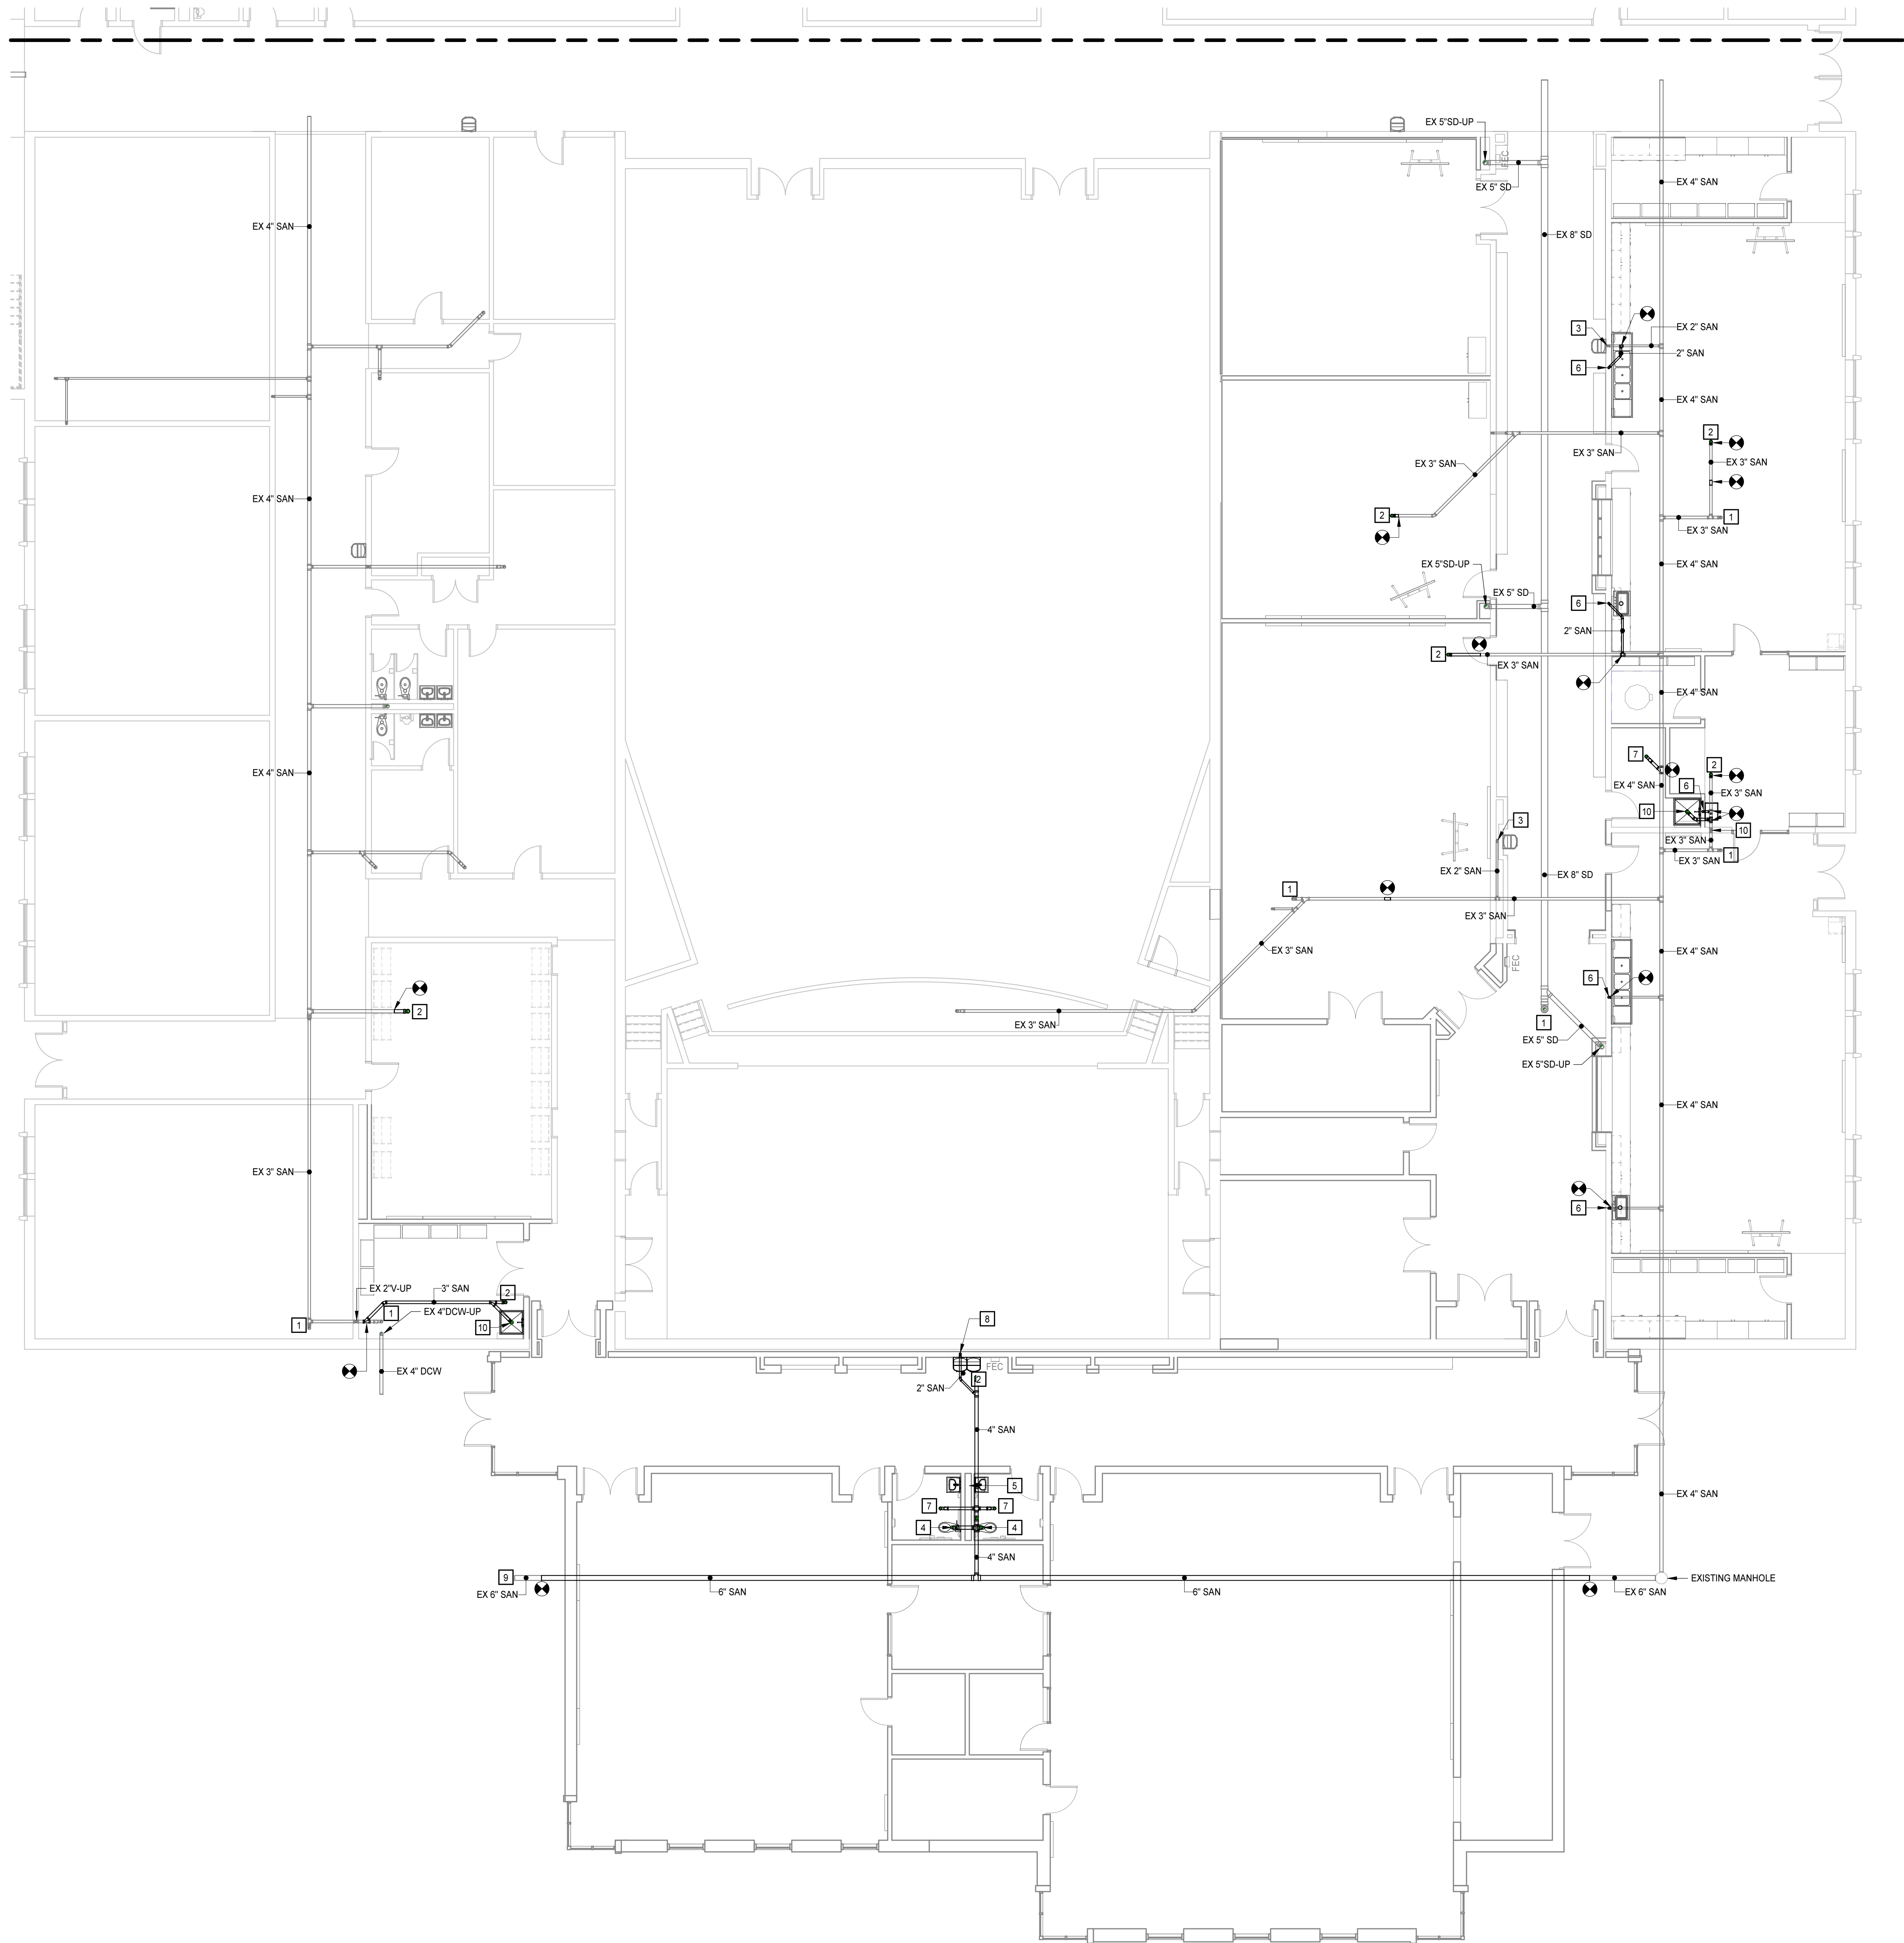 EX 5"SD-UP
FEC
EX 4" SAN
EX 5" SD
EX 4" SAN
EX 8" SD
3
EX 2" SAN
2" SAN
6
EX 4" SAN
2
EX 3" SAN
EX 3" SAN
EX 3" SAN
EX 4" SAN
2
1
EX 3" SAN
EX 5"SD-UP
EX 4" SAN
EX 5" SD
6
2" SAN
2
EX 3" SAN
EX 4" SAN
7
2
EX 4" SAN
EX 4" SAN
6
EX 3" SAN
10
3
10
EX 3" SAN
1
EX 3" SAN
EX 2" SAN
EX 8" SD
1
EX 3" SAN
EX 3" SAN
EX 4" SAN
FEC
6
2
EX 3" SAN
1
EX 5" SD
EX 5"SD-UP
EX 4" SAN
EX 3" SAN
6
EX 2"V-UP
3" SAN
2
1
EX 4"DCW-UP
1
10
8
EX 4" DCW
FEC
2
2" SAN
4" SAN
5
EX 4" SAN
7
7
4
4
4" SAN
9
EX 6" SAN
6" SAN
6" SAN
EX 6" SAN
EXISTING MANHOLE